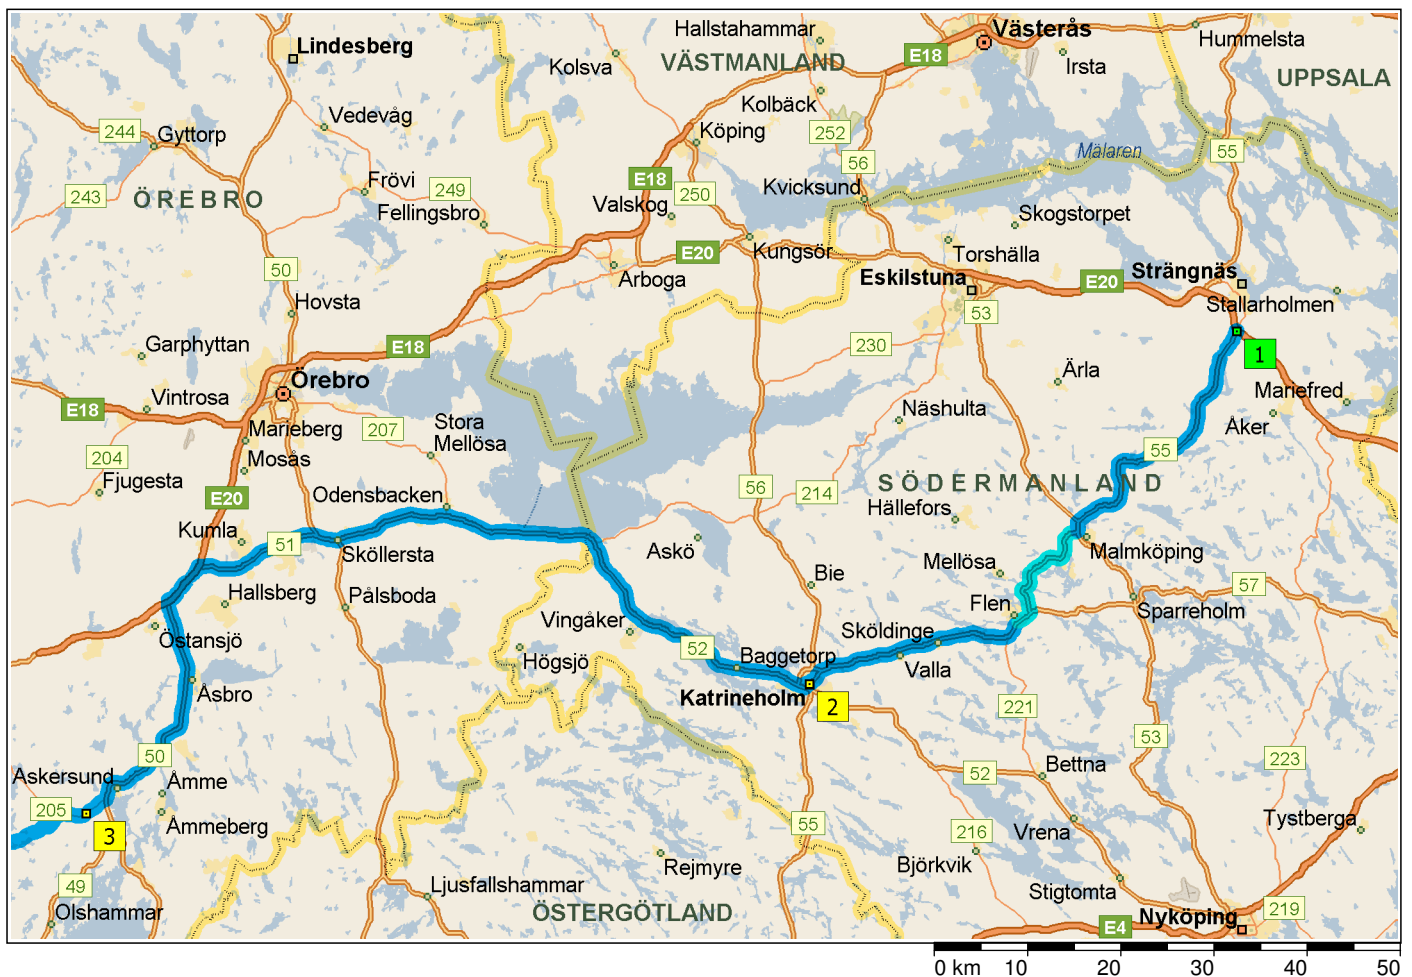 Lindesberg
Hallstahammar
Västerås
Hummelsta
Kolsva
VÄSTMANLAND
E18
Irsta
UPPSALA
Vedevåg
Kolbäck
244
Gyttorp
Köping
252
55
Mälaren
56
243
ÖREBRO
Frövi
249
E18
250
Kvicksund
Fellingsbro
Valskog
Skogstorpet
E20
Kungsör
Torshälla
50
Arboga
Eskilstuna
E20
Strängnäs
Hovsta
53
Stallarholmen
Garphyttan
E18
230
1
Örebro
Ärla
Mariefred
E18
Vintrosa
Näshulta
Marieberg
207
Stora
Mellösa
Åker
204
Mosås
55
Fjugesta
E20
Odensbacken
56
214
SÖDERMANLAND
Hällefors
Kumla
51
Sköllersta
Askö
Malmköping
Mellösa
Bie
57
Hallsberg
Pålsboda
Flen
Sparreholm
Östansjö
Vingåker
Sköldinge
52
Högsjö
Baggetorp
Valla
Åsbro
Katrineholm
2
221
53
50
Askersund
Åmme
52
Bettna
223
205
3
Åmmeberg
55
216
Vrena
Tystberga
Rejmyre
Björkvik
49
Ljusfallshammar
Stigtomta
Olshammar
ÖSTERGÖTLAND
Nyköping
219
E4
0 km 10 20 30 40 50